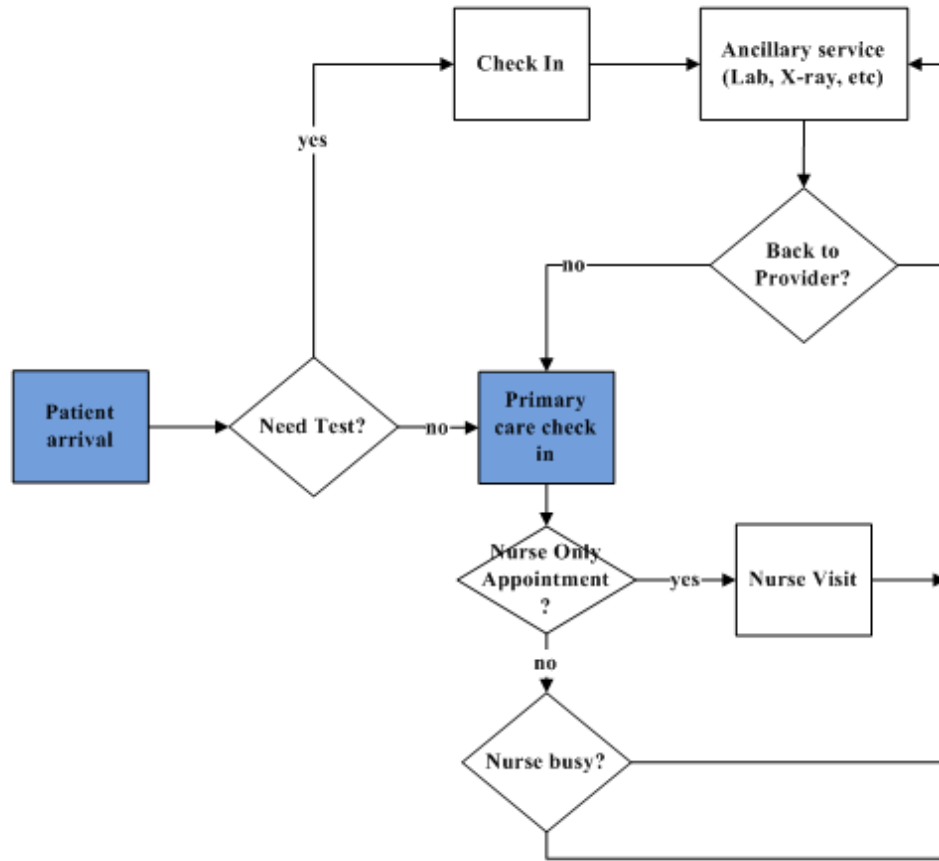 Check In
Ancillary service
(Lab, X-ray, etc)
yes
Back to
Provider?
no
Patient
arrival
Need Test?
no
Primary
care check
in
Nurse Only
Appointment
?
yes
Nurse Visit
no
Nurse busy?